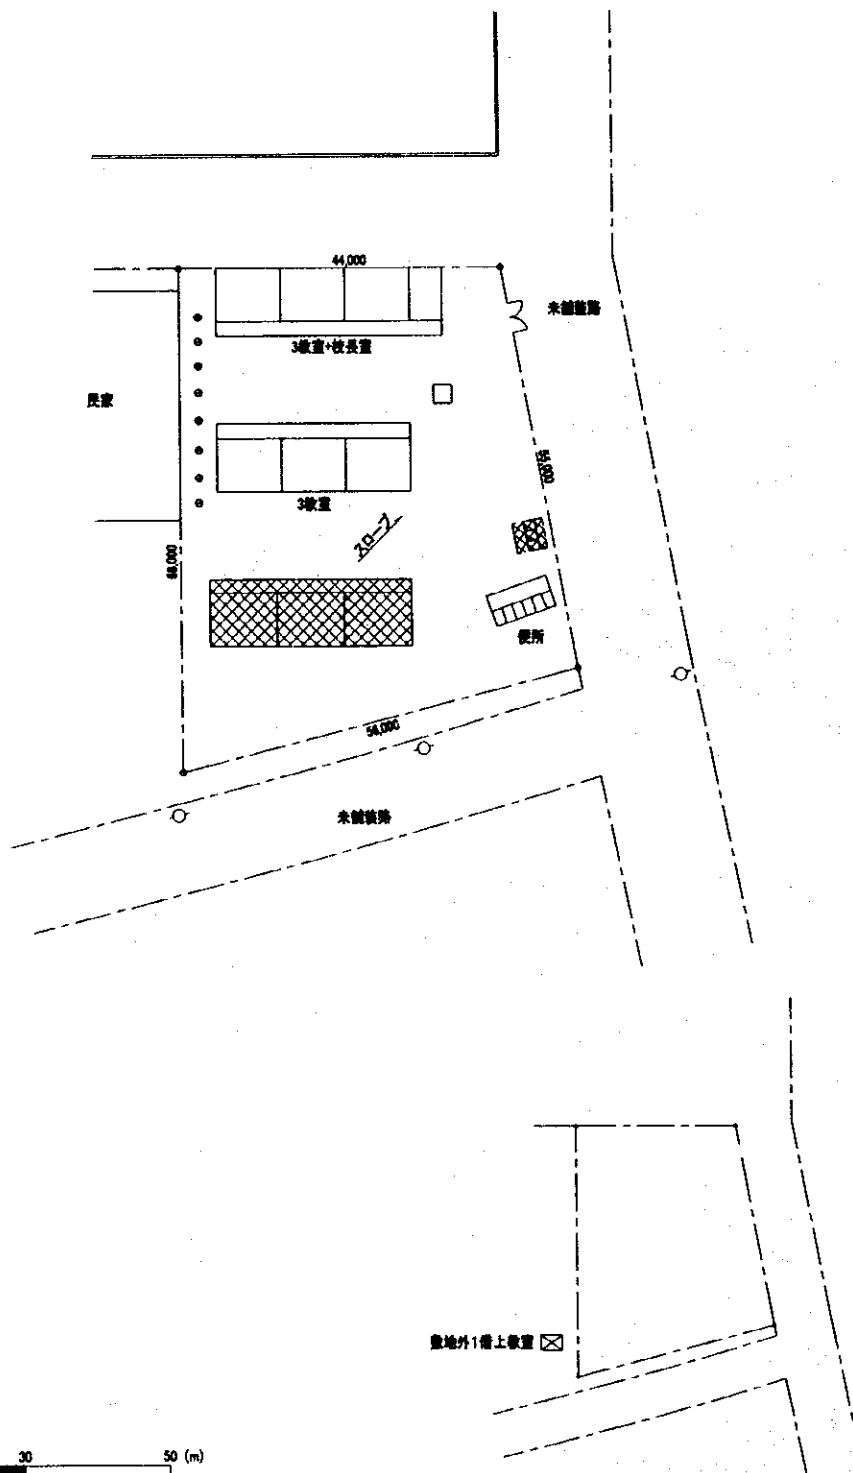 44,000
未舗装路
3教室+校長室
民家
55,000
3教室
スロープ
68,000
便所
56,000
未舗装路
敷地外1借上教室
30 50 (m)